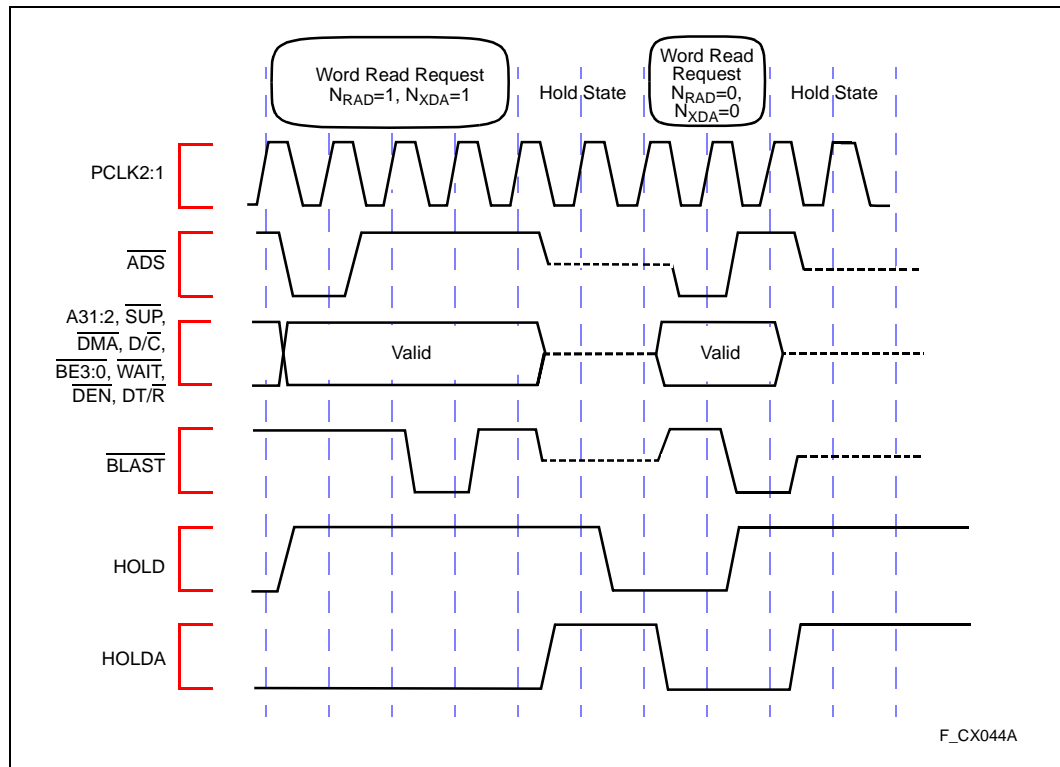 Word Read Request
NRAD=1, NXDA=1
Hold State
Word Read
Request
NRAD=0,
NXDA=0
Hold State
PCLK2:1
ADS
A31:2, SUP,
DMA, D/C,
BE3:0, WAIT,
DEN, DT/R
Valid
Valid
BLAST
HOLD
HOLDA
F_CX044A